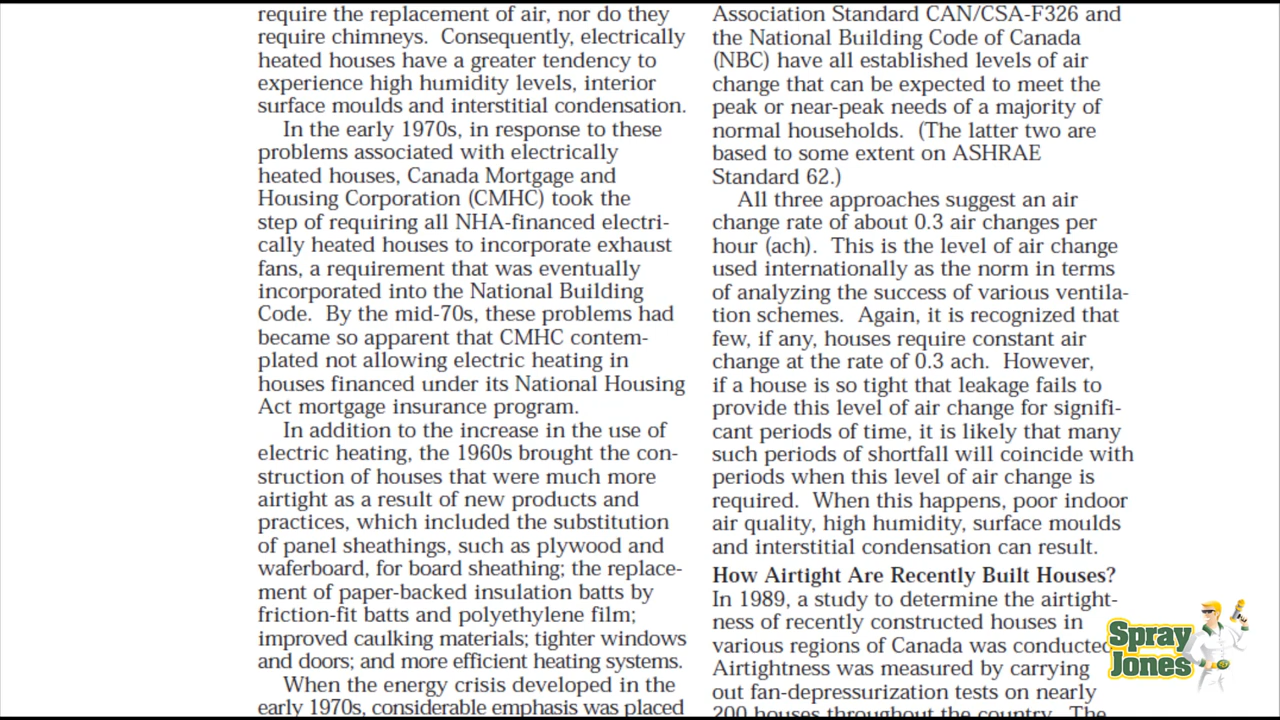 require the replacement of air, nor do they
require chimneys. Consequently, electrically
heated houses have a greater tendency to
experience high humidity levels, interior
surface moulds and interstitial condensation.
In the early 1970s, in response to these
problems associated with electrically
heated houses, Canada Mortgage and
Housing Corporation (CMHC) took the
step of requiring all NHA-financed electri-
cally heated houses to incorporate exhaust
fans, a requirement that was eventually
incorporated into the National Building
Code. By the mid-70s, these problems had
became so apparent that CMHC contem-
plated not allowing electric heating in
houses financed under its National Housing
Act mortgage insurance program.
In addition to the increase in the use of
electric heating, the 1960s brought the con-
struction of houses that were much more
airtight as a result of new products and
practices, which included the substitution
of panel sheathings, such as plywood and
waferboard, for board sheathing; the replace-
ment of paper-backed insulation batts by
friction-fit batts and polyethylene film;
improved caulking materials; tighter windows
and doors; and more efficient heating systems.
When the energy crisis developed in the
early 1970s, considerable emphasis was placed
Association Standard CAN/CSA-F326 and
the National Building Code of Canada
(NBC) have all established levels of air
change that can be expected to meet the
peak or near-peak needs of a majority of
normal households. (The latter two are
based to some extent on ASHRAE
Standard 62.)
All three approaches suggest an air
change rate of about 0.3 air changes per
hour (ach). This is the level of air change
used internationally as the norm in terms
of analyzing the success of various ventila-
tion schemes. Again, it is recognized that
few, if any, houses require constant air
change at the rate of 0.3 ach. However,
if a house is so tight that leakage fails to
provide this level of air change for signifi-
cant periods of time, it is likely that many
such periods of shortfall will coincide with
periods when this level of air change is
required. When this happens, poor indoor
air quality, high humidity, surface moulds
and interstitial condensation can result.
How Airtight Are Recently Built Houses?
In 1989, a study to determine the airtight-
ness of recently constructed houses in
various regions of Canada was conducted
Airtightness was measured by carrying
out fan-depressurization tests on nearly
200 houses throughout the country. The
Spray
Jones